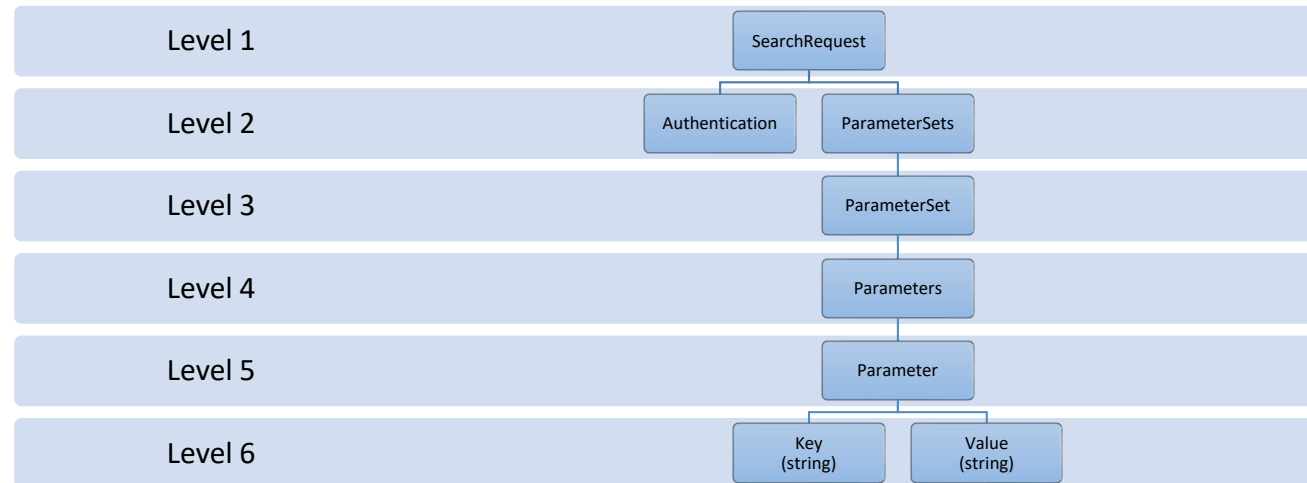 Level 1
SearchRequest
Level 2
Authentication
ParameterSets
Level 3
ParameterSet
Level 4
Parameters
Level 5
Parameter
Level 6
Key
(string)
Value
(string)